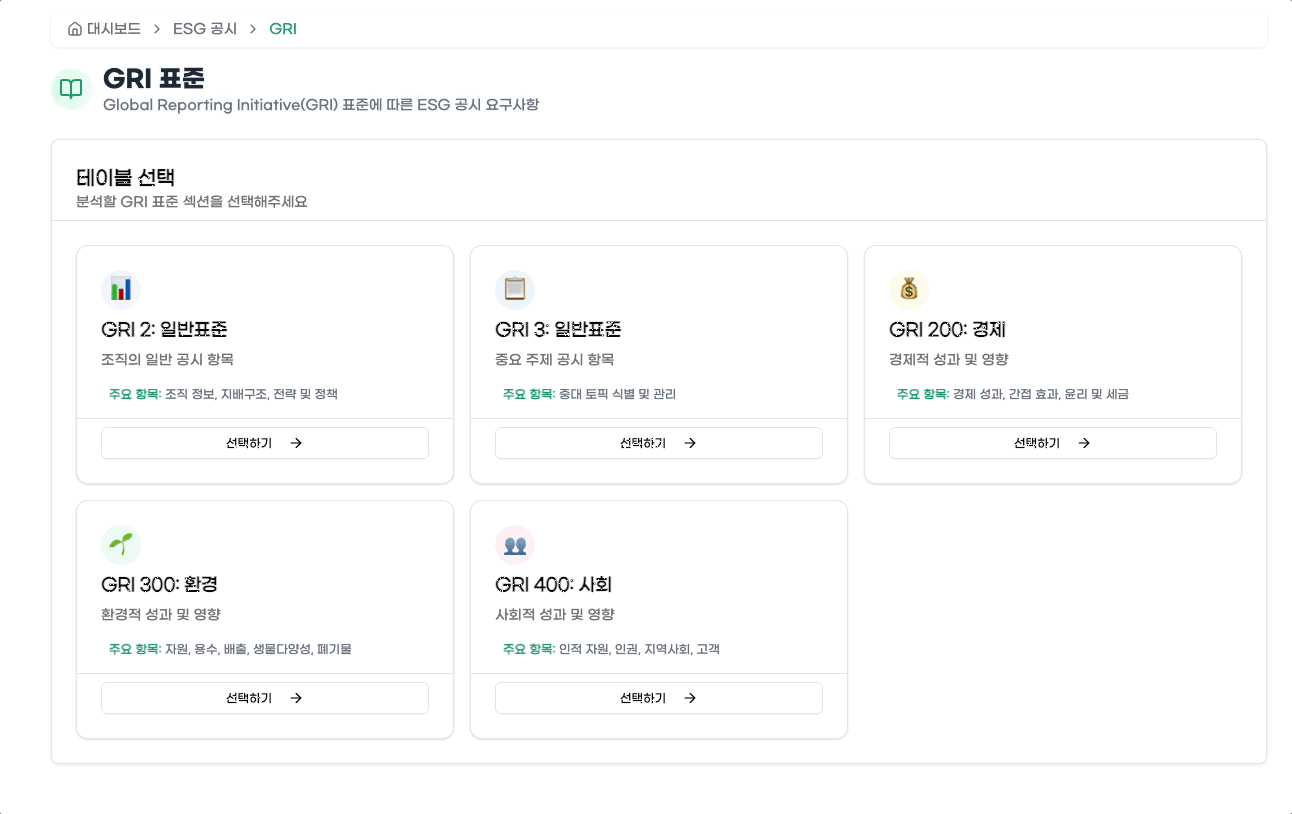 대시보드 > ESG 공시 > GRI
GRI 표준
Global Reporting Initiative(GRI) 표준에 따른 ESG 공시 요구사항
테이블 선택
분석할 GRI 표준 섹션을 선택해주세요
GRI 2: 일반표준
조직의 일반 공시 항목
주요 항목: 조직 정보, 지배구조, 전략 및 정책
선택하기 →
GRI 3: 일반표준
중요 주제 공시 항목
주요 항목: 중대 토픽 식별 및 관리
선택하기 →
GRI 200: 경제
경제적 성과 및 영향
주요 항목: 경제 성과, 간접 효과, 윤리 및 세금
선택하기 →
GRI 300: 환경
환경적 성과 및 영향
주요 항목: 자원, 용수, 배출, 생물다양성, 폐기물
선택하기 →
GRI 400: 사회
사회적 성과 및 영향
주요 항목: 인적 자원, 인권, 지역사회, 고객
선택하기 →